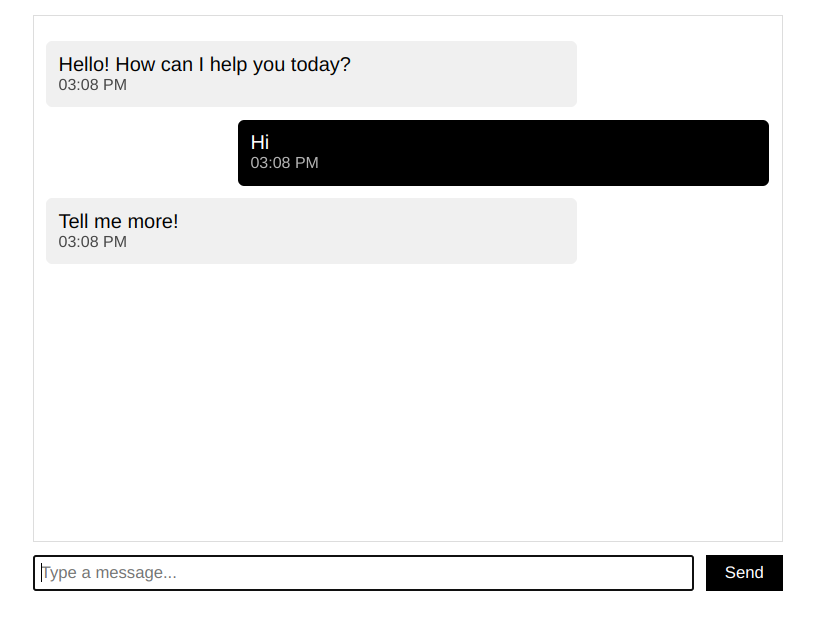 Hello! How can I help you today?
03:08 PM
Hi
03:08 PM
Tell me more!
03:08 PM
Type a message...
Send